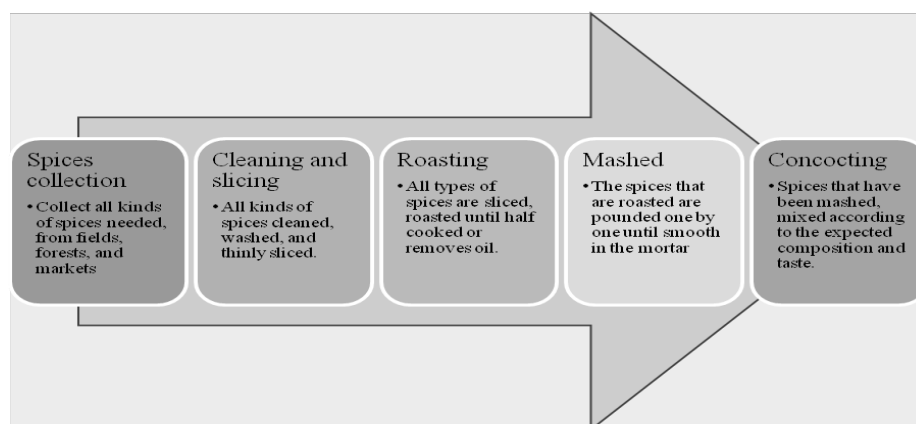 Spices
collection
• Collect all kinds
of spices needed,
from fields,
forests, and
markets
Cleaning and
slicing
• All kinds of
spices cleaned,
washed, and
thinly sliced.
Roasting
• All types of
spices are sliced,
roasted until half
cooked or
removes oil.
Mashed
• The spices that
are roasted are
pounded one by
one until smooth
in the mortar
Concocting
• Spices that have
been mashed,
mixed according
to the expected
composition and
taste.